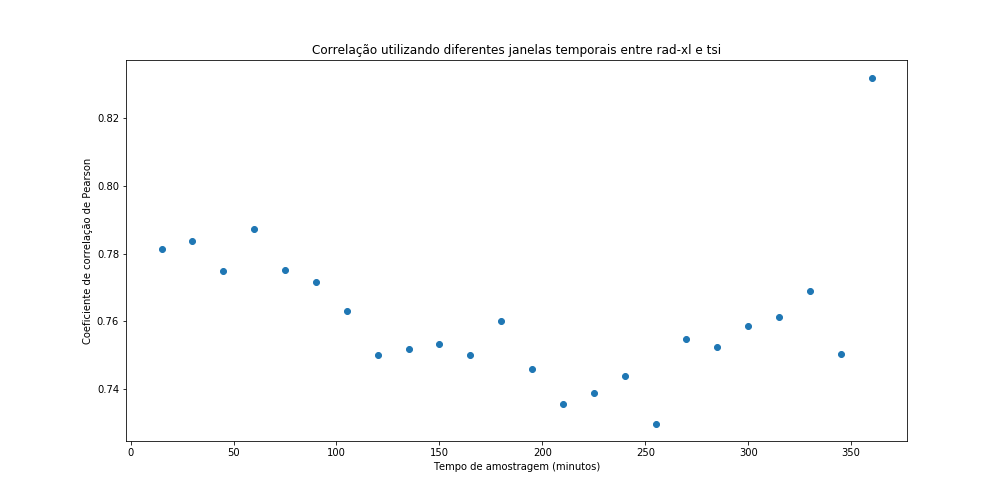 Correlação utilizando diferentes janelas temporais entre rad-xl e tsi
Coeficiente de correlação de Pearson
0.82
0.80
0.78
0.76
0.74
0 50 100 150 200 250 300 350
Tempo de amostragem (minutos)